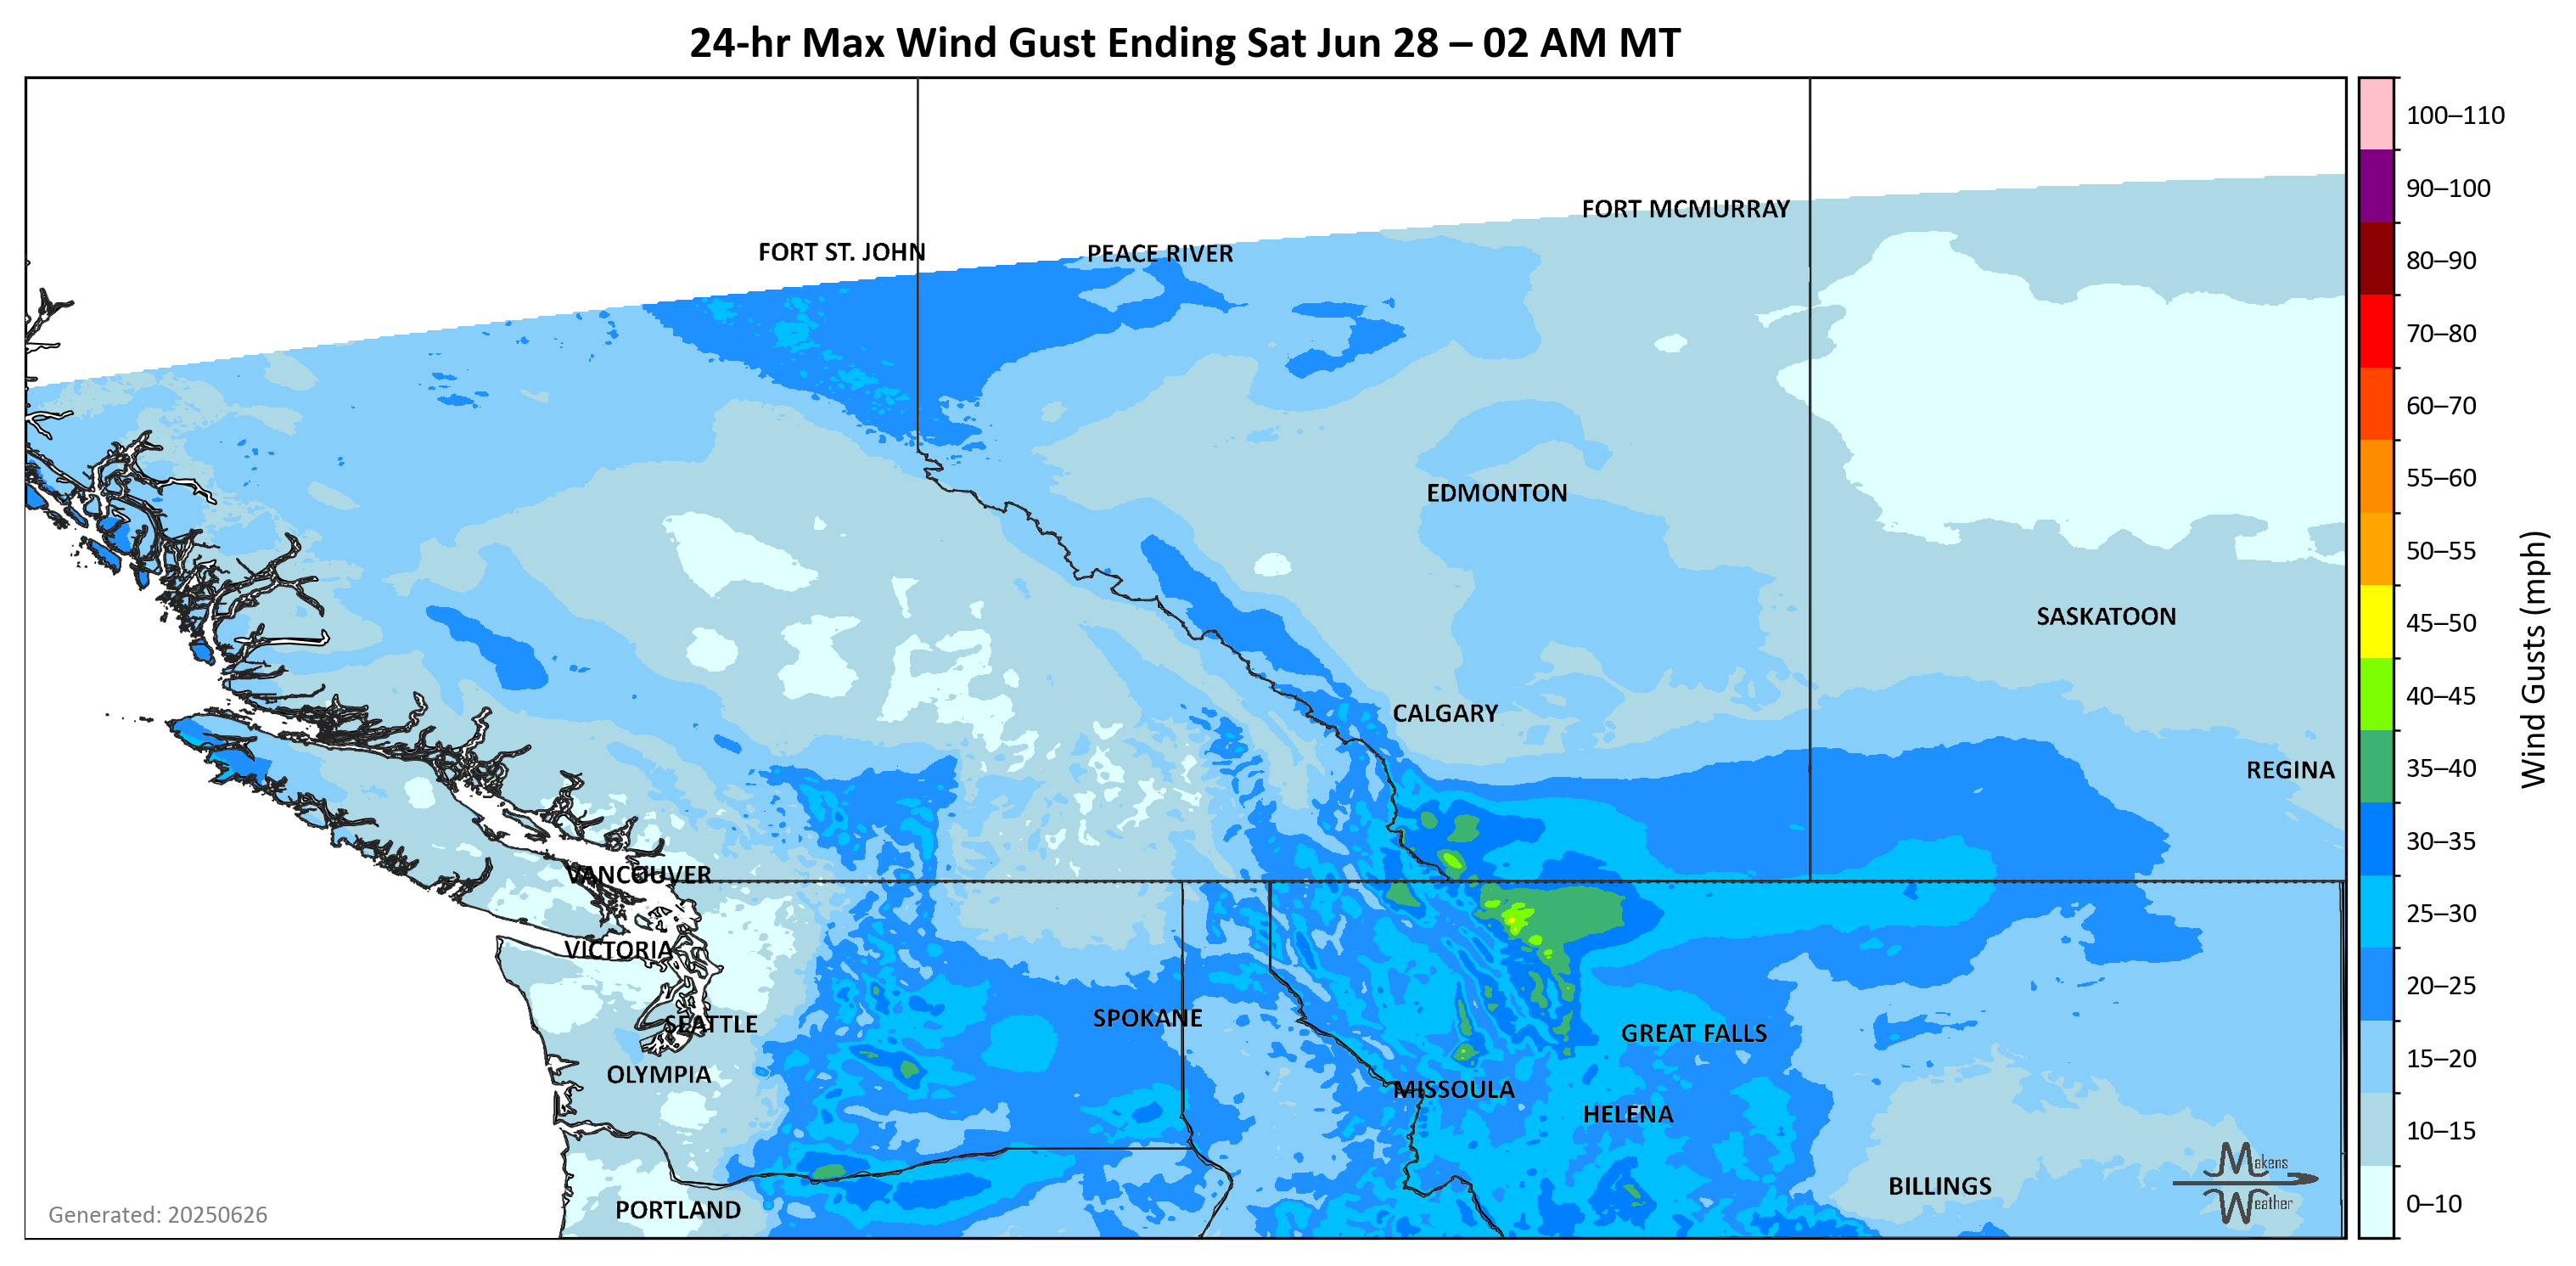 24-hr Max Wind Gust Ending Sat Jun 28 – 02 AM MT
100–110
90–100
80–90
70–80
60–70
55–60
50–55
45–50
40–45
35–40
30–35
25–30
20–25
15–20
10–15
0–10
Wind Gusts (mph)
FORT MCMURRAY
FORT ST. JOHN
PEACE RIVER
EDMONTON
SASKATOON
CALGARY
REGINA
VANCOUVER
VICTORIA
SEATTLE
SPOKANE
GREAT FALLS
OLYMPIA
MISSOULA
HELENA
BILLINGS
PORTLAND
Makens
Weather
Generated: 20250626